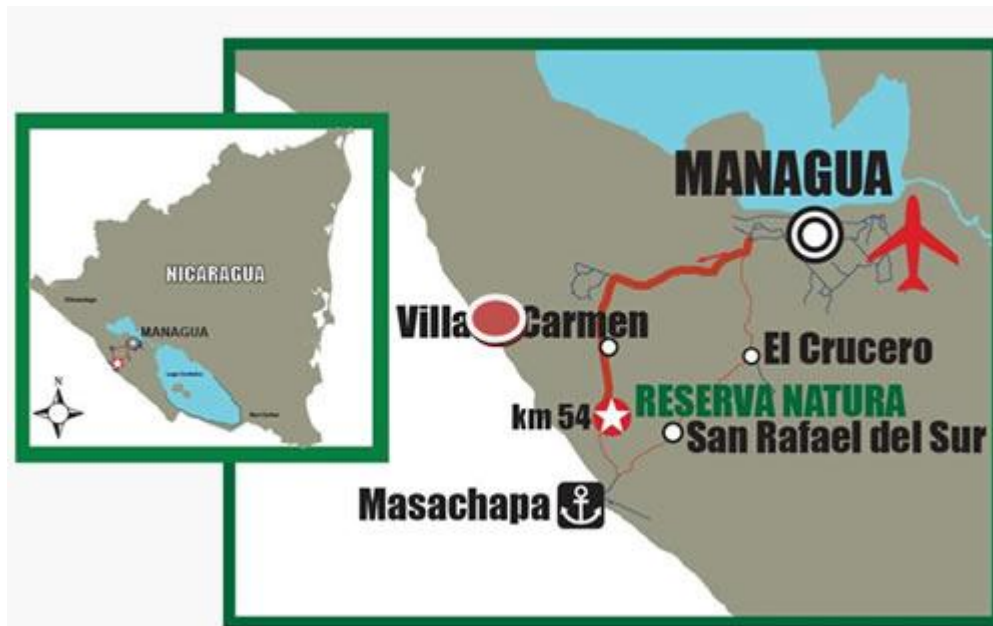 N
NICARAGUA
MANAGUA
MANAGUA
Villa Carmen
El Crucero
km 54
RESERVA NATURA
San Rafael del Sur
Masachapa